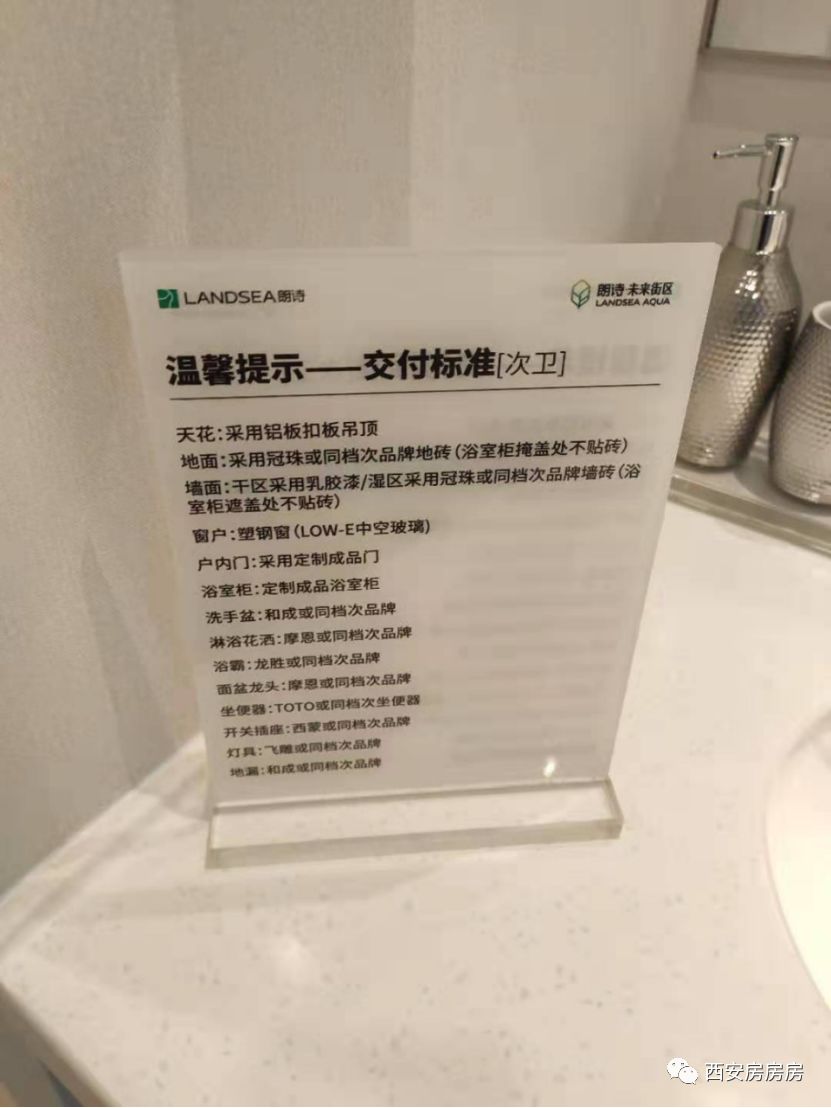 LANDSEA朗诗
朗诗·未来街区
LANDSEA AQUA
温馨提示——交付标准[次卫]
天花:采用铝板扣板吊顶
地面:采用冠珠或同档次品牌地砖(浴室柜掩盖处不贴砖)
墙面:干区采用乳胶漆/湿区采用冠珠或同档次品牌墙砖(浴
室柜遮盖处不贴砖)
窗户:塑钢窗(LOW-E中空玻璃)
户内门:采用定制成品门
浴室柜:定制成品浴室柜
洗手盆:和成或同档次品牌
淋浴花洒:摩恩或同档次品牌
浴霸:龙胜或同档次品牌
面盆龙头:摩恩或同档次品牌
坐便器:TOTO或同档次坐便器
开关插座:西蒙或同档次品牌
灯具:飞雕或同档次品牌
地漏:和成或同档次品牌
西安房房房